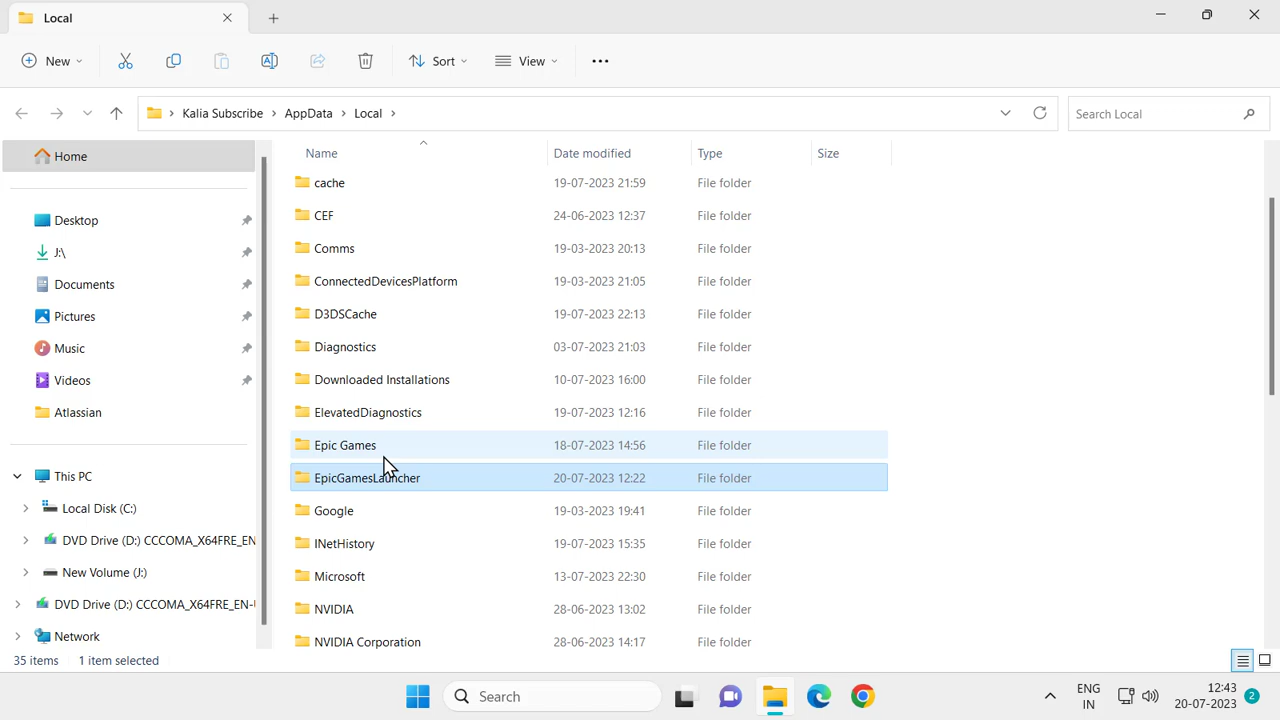 Local
New
Sort
View
Kalia Subscribe > AppData > Local >
Search Local
Home
Desktop
J:\
Documents
Pictures
Music
Videos
Atlassian
This PC
Local Disk (C:)
DVD Drive (D:) CCCOMA_X64FRE_EN
New Volume (J:)
DVD Drive (D:) CCCOMA_X64FRE_EN-
Network
Name Date modified Type Size
cache 19-07-2023 21:59 File folder
CEF 24-06-2023 12:37 File folder
Comms 19-03-2023 20:13 File folder
ConnectedDevicesPlatform 19-03-2023 21:05 File folder
D3DSCache 19-07-2023 22:13 File folder
Diagnostics 03-07-2023 21:03 File folder
Downloaded Installations 10-07-2023 16:00 File folder
ElevatedDiagnostics 19-07-2023 12:16 File folder
Epic Games 18-07-2023 14:56 File folder
EpicGamesLauncher 20-07-2023 12:22 File folder
Google 19-03-2023 19:41 File folder
INetHistory 19-07-2023 15:35 File folder
Microsoft 13-07-2023 22:30 File folder
NVIDIA 28-06-2023 13:02 File folder
NVIDIA Corporation 28-06-2023 14:17 File folder
35 items 1 item selected
Search
ENG
IN
12:43
20-07-2023
2